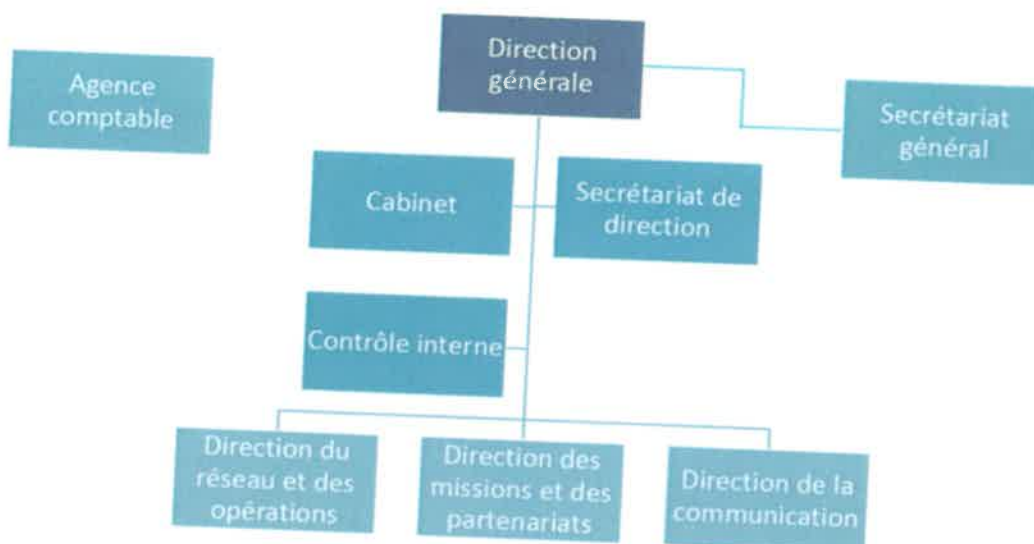 Direction
générale
Agence
comptable
Secrétariat
général
Cabinet
Secrétariat de
direction
Contrôle interne
Direction du
réseau et des
opérations
Direction des
missions et des
partenariats
Direction de la
communication